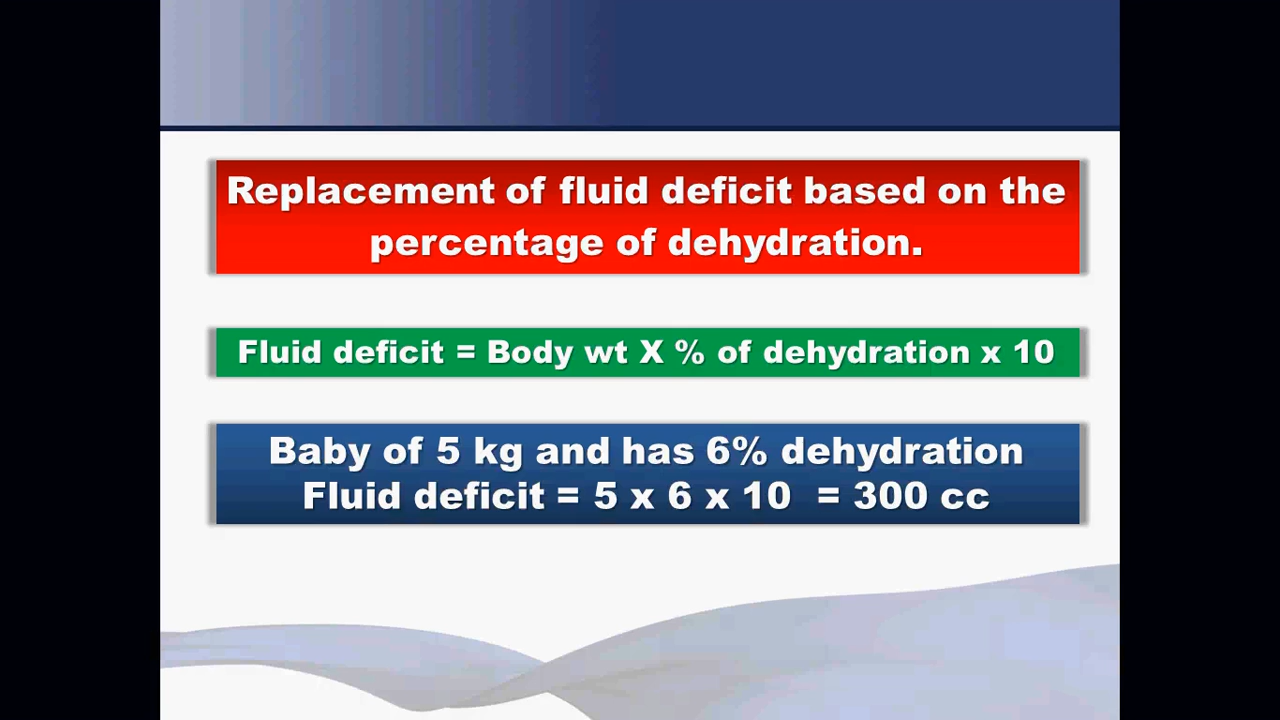 Replacement of fluid deficit based on the
percentage of dehydration.
Fluid deficit = Body wt X % of dehydration x 10
Baby of 5 kg and has 6% dehydration
Fluid deficit = 5 x 6 x 10 = 300 cc